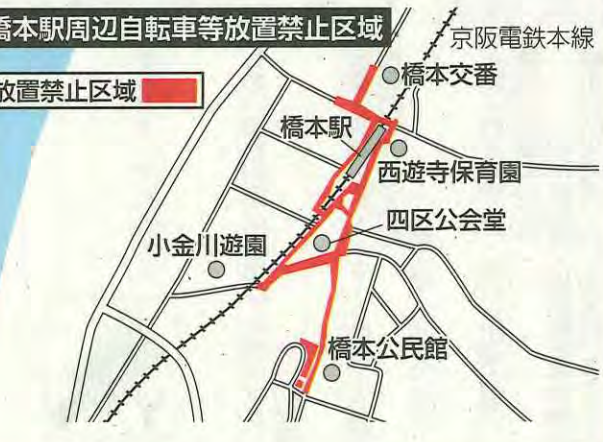 橋本駅周辺自転車等放置禁止区域
京阪電鉄本線
放置禁止区域
橋本交番
橋本駅
西遊寺保育園
四区公会堂
小金川遊園
橋本公民館